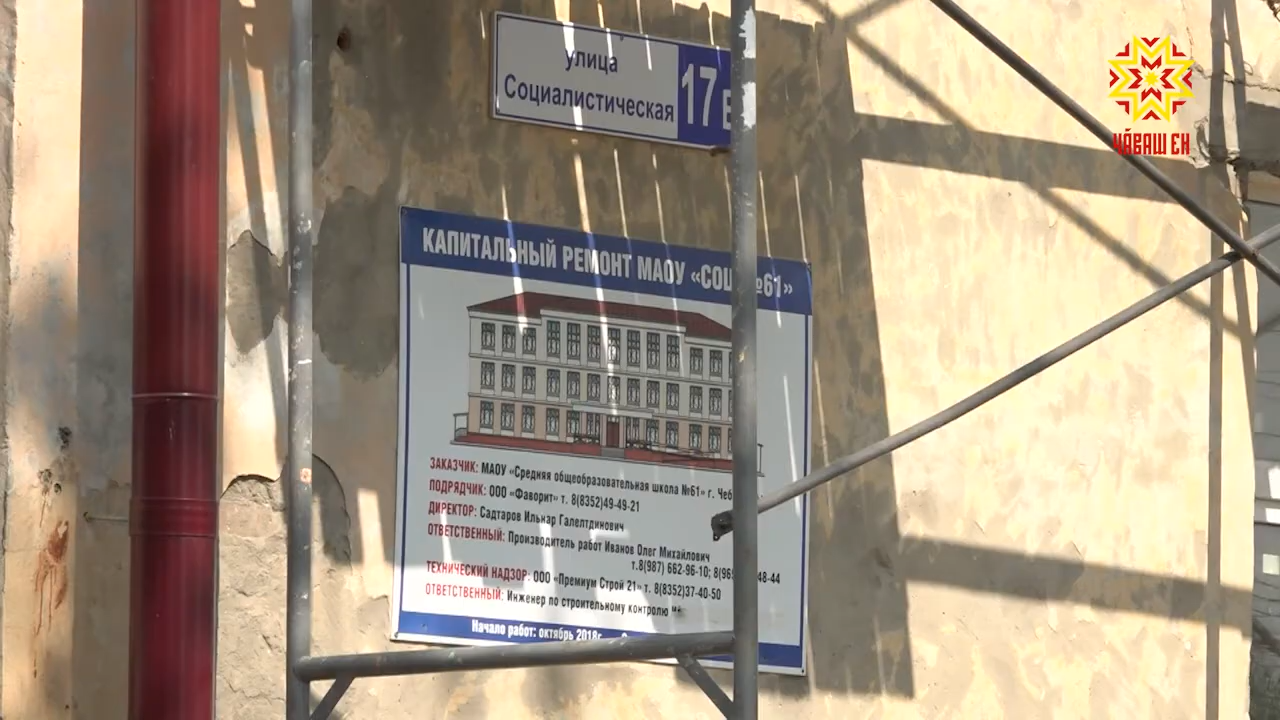 улица
Социалистическая 17
ЧӐВАШ ЕН
КАПИТАЛЬНЫЙ РЕМОНТ МАОУ «СОШ №61»
ЗАКАЗЧИК: МАОУ «Средняя общеобразовательная школа №61» г.
ПОДРЯДЧИК: ООО «Фаворит» т. 8(8352)49-49-21
ДИРЕКТОР: Садтаров Ильнар Галелтдинович
ОТВЕТСТВЕННЫЙ: Производитель работ Иванов Олег Михайлович
т.8(987) 662-96-10;
ТЕХНИЧЕСКИЙ НАДЗОР: ООО «Премиум Строй 21» т. 8(8352)37-40-50
ОТВЕТСТВЕННЫЙ: Инженер по строительному контролю
Начало работ: октябрь 2018г.